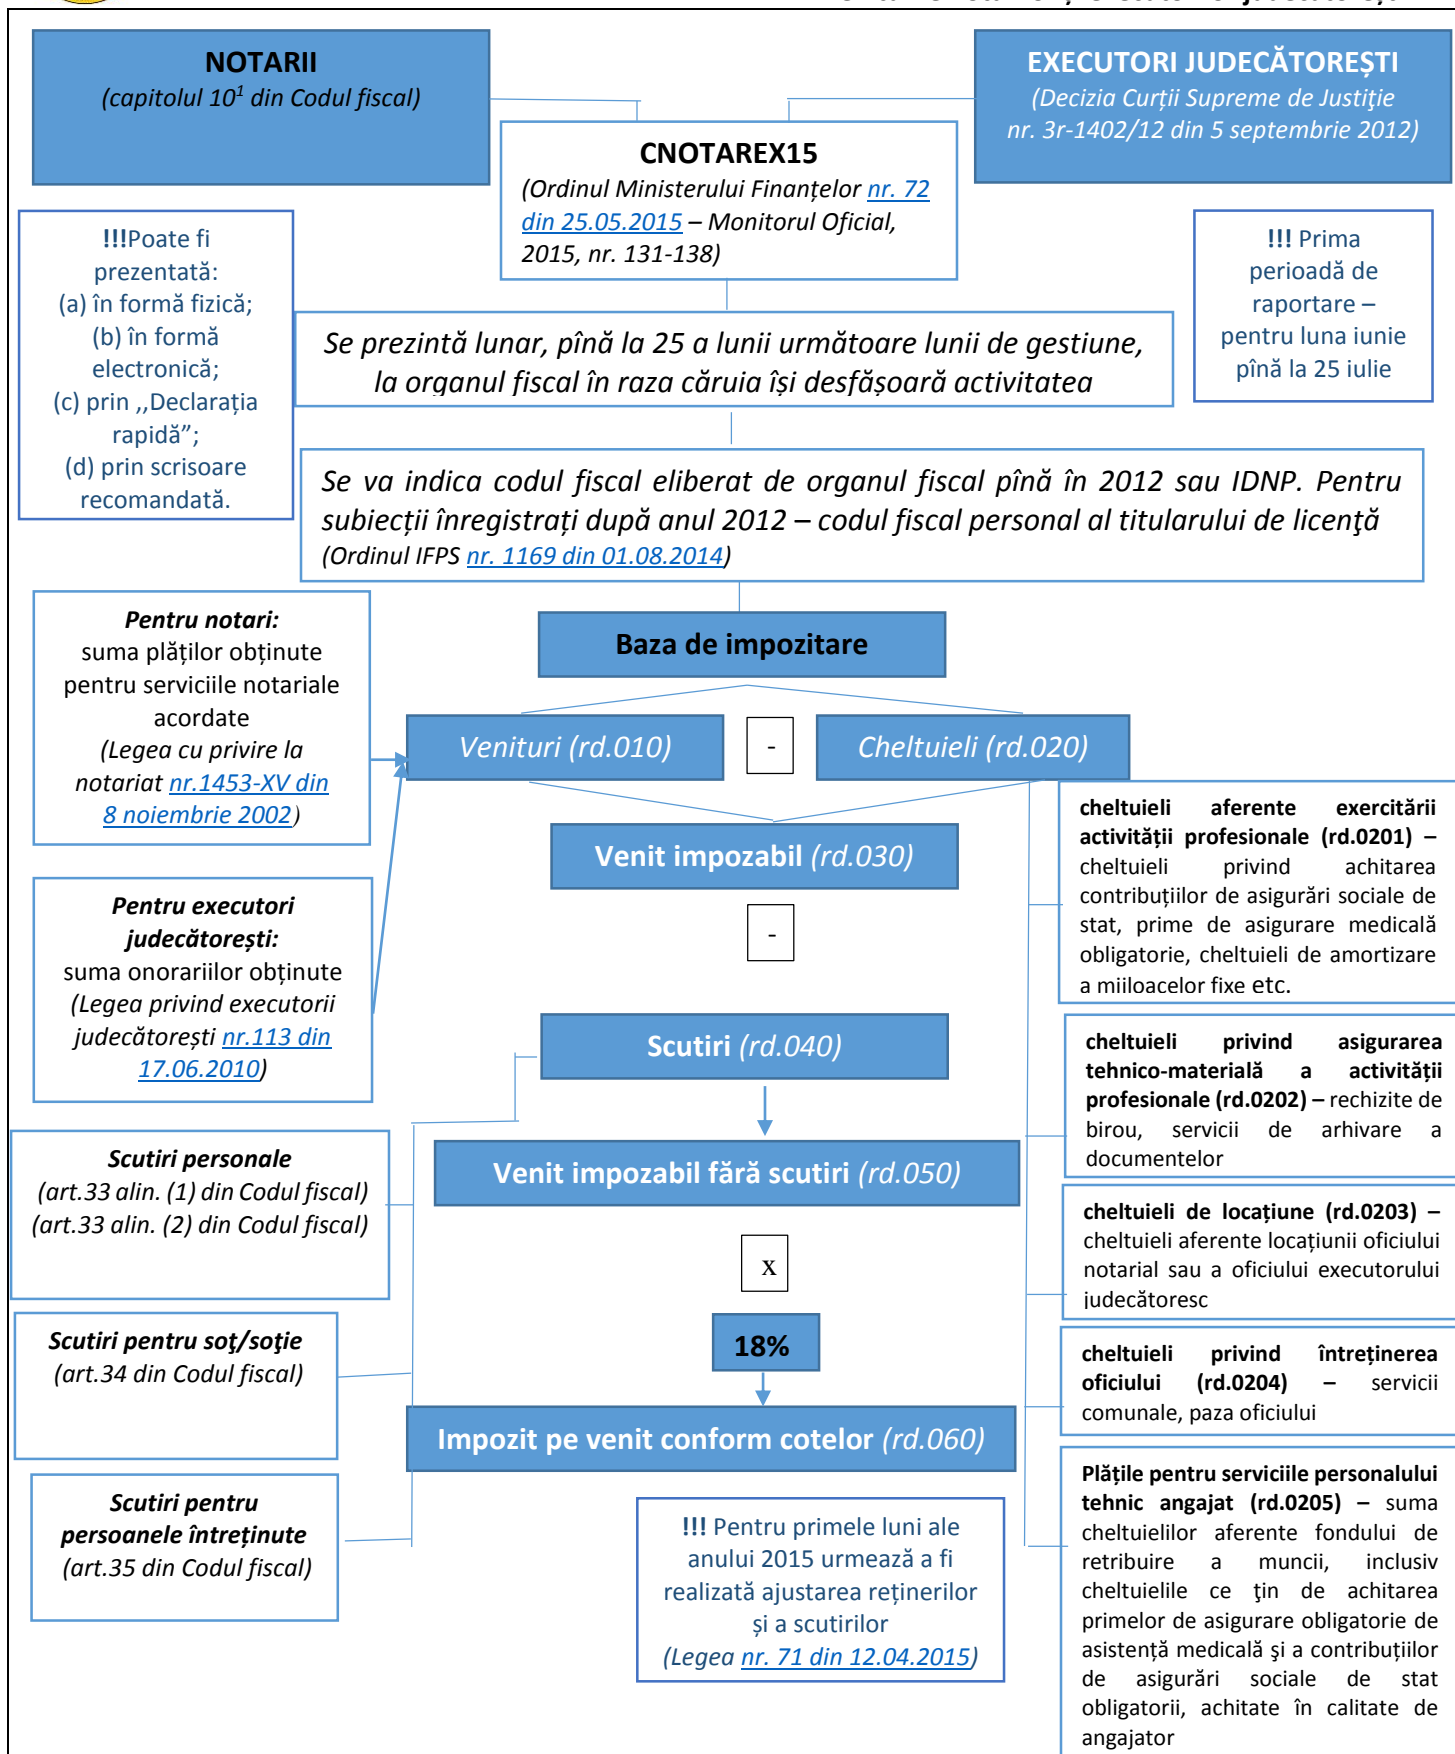 NOTARII
(capitolul 10¹ din Codul fiscal)
EXECUTORI JUDECĂTOREȘTI
(Decizia Curții Supreme de Justiţie
nr. 3r-1402/12 din 5 septembrie 2012)
CNOTAREX15
(Ordinul Ministerului Finanțelor nr. 72
din 25.05.2015 – Monitorul Oficial,
2015, nr. 131-138)
!!!Poate fi
prezentată:
(a) în formă fizică;
(b) în formă
electronică;
(c) prin ,,Declarația
rapidă”;
(d) prin scrisoare
recomandată.
!!! Prima
perioadă de
raportare –
pentru luna iunie
pînă la 25 iulie
Se prezintă lunar, pînă la 25 a lunii următoare lunii de gestiune,
la organul fiscal în raza căruia își desfășoară activitatea
Se va indica codul fiscal eliberat de organul fiscal pînă în 2012 sau IDNP. Pentru
subiecții înregistrați după anul 2012 – codul fiscal personal al titularului de licenţă
(Ordinul IFPS nr. 1169 din 01.08.2014)
Pentru notari:
suma plăților obținute
pentru serviciile notariale
acordate
(Legea cu privire la
notariat nr.1453-XV din
8 noiembrie 2002)
Baza de impozitare
Venituri (rd.010)
-
Cheltuieli (rd.020)
Venit impozabil (rd.030)
-
Pentru executori
judecătorești:
suma onorariilor obținute
(Legea privind executorii
judecătorești nr.113 din
17.06.2010)
Scutiri (rd.040)
Venit impozabil fără scutiri (rd.050)
x
18%
Impozit pe venit conform cotelor (rd.060)
Scutiri personale
(art.33 alin. (1) din Codul fiscal)
(art.33 alin. (2) din Codul fiscal)
Scutiri pentru soţ/soţie
(art.34 din Codul fiscal)
Scutiri pentru
persoanele întreținute
(art.35 din Codul fiscal)
!!! Pentru primele luni ale
anului 2015 urmează a fi
realizată ajustarea reținerilor
și a scutirilor
(Legea nr. 71 din 12.04.2015)
cheltuieli aferente exercitării
activității profesionale (rd.0201) –
cheltuieli privind achitarea
contribuțiilor de asigurări sociale de
stat, prime de asigurare medicală
obligatorie, cheltuieli de amortizare
a mijloacelor fixe etc.
cheltuieli privind asigurarea
tehnico-materială a activității
profesionale (rd.0202) – rechizite de
birou, servicii de arhivare a
documentelor
cheltuieli de locațiune (rd.0203) –
cheltuieli aferente locațiunii oficiului
notarial sau a oficiului executorului
judecătoresc
cheltuieli privind întreținerea
oficiului (rd.0204) – servicii
comunale, paza oficiului
Plățile pentru serviciile personalului
tehnic angajat (rd.0205) – suma
cheltuielilor aferente fondului de
retribuire a muncii, inclusiv
cheltuielile ce ţin de achitarea
primelor de asigurare obligatorie de
asistență medicală şi a contribuțiilor
de asigurări sociale de stat
obligatorii, achitate în calitate de
angajator